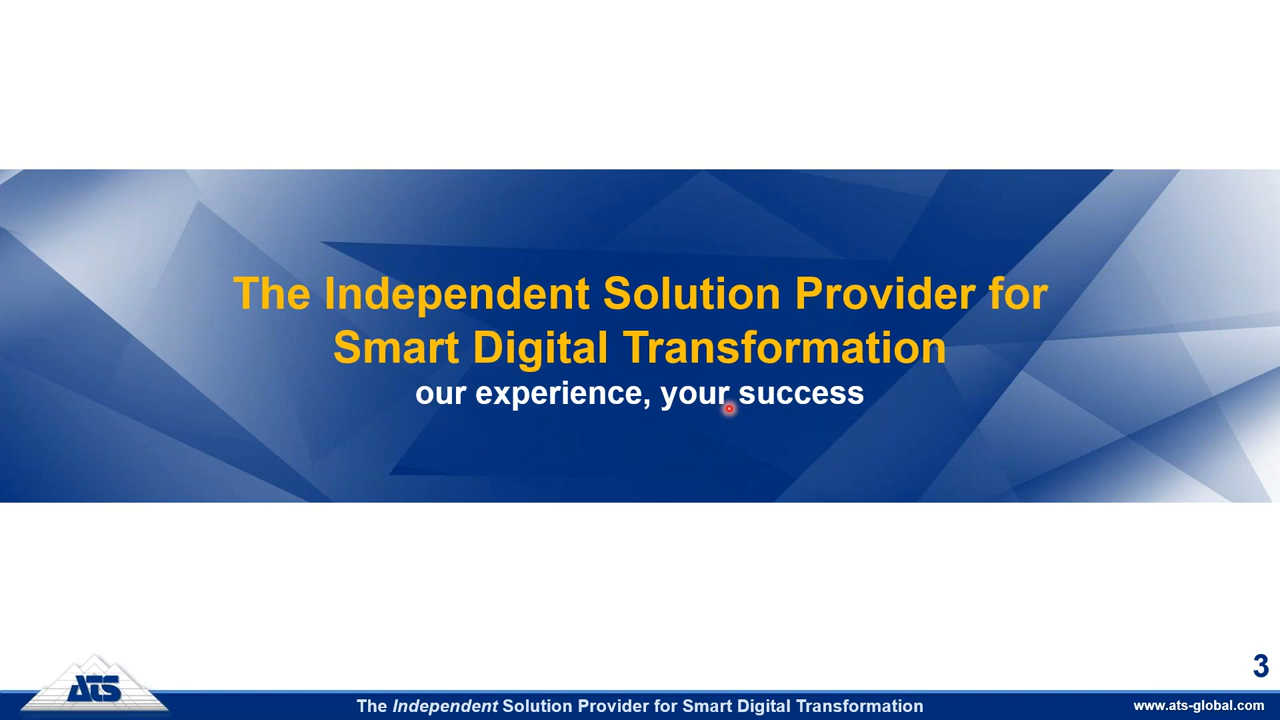 The Independent Solution Provider for
Smart Digital Transformation
our experience, your success
3
ATS
The Independent Solution Provider for Smart Digital Transformation
www.ats-global.com